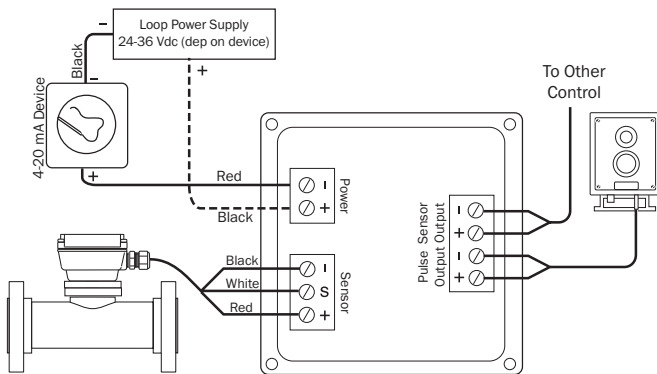 Loop Power Supply
24-36 Vdc (dep on device)
−
+
Black
−
4-20 mA Device
+
Red
Black
-
+
Power
Black
White
Red
-
S
+
Sensor
Pulse Sensor
Output Output
-
+
-
+
To Other
Control